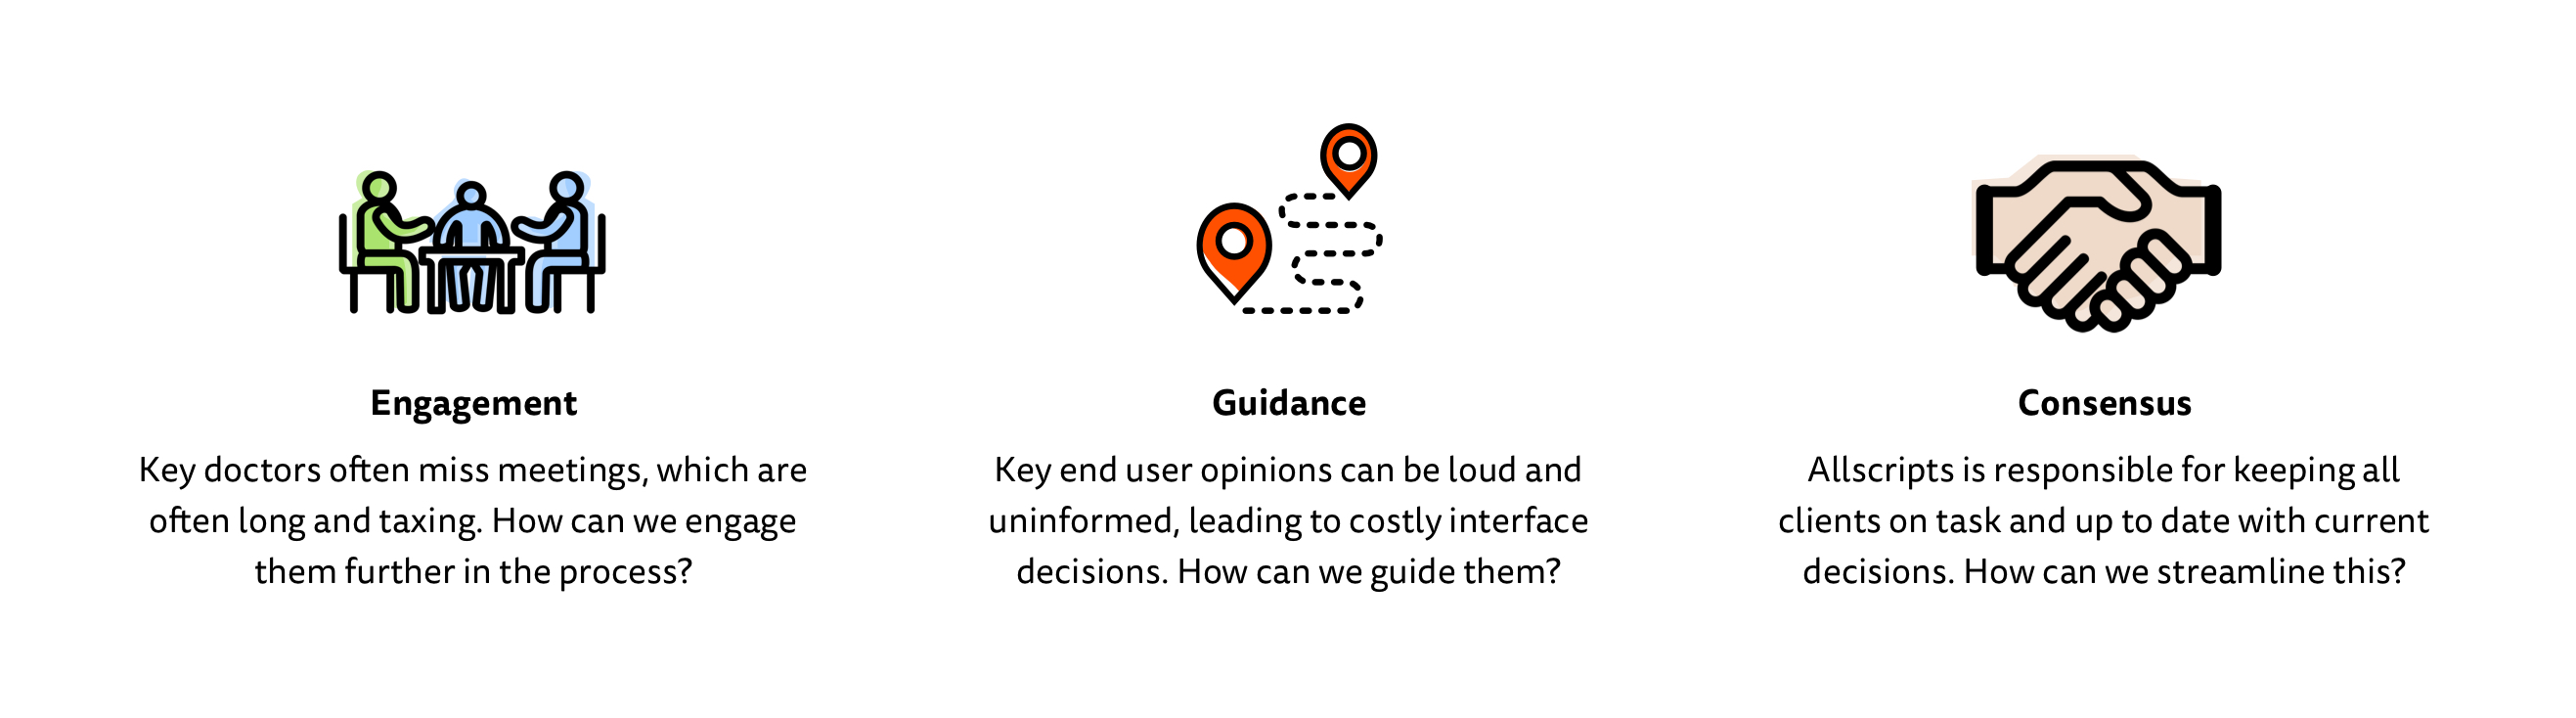 Engagement
Key doctors often miss meetings, which are
often long and taxing. How can we engage
them further in the process?
Guidance
Key end user opinions can be loud and
uninformed, leading to costly interface
decisions. How can we guide them?
Consensus
Allscripts is responsible for keeping all
clients on task and up to date with current
decisions. How can we streamline this?